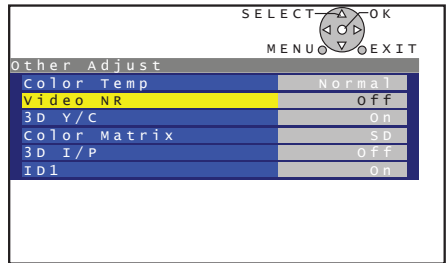 SELECT OK
MENU EXIT
Other Adjust
Color Temp Normal
Video NR Off
3D Y/C On
Color Matrix SD
3D I/P Off
ID1 On